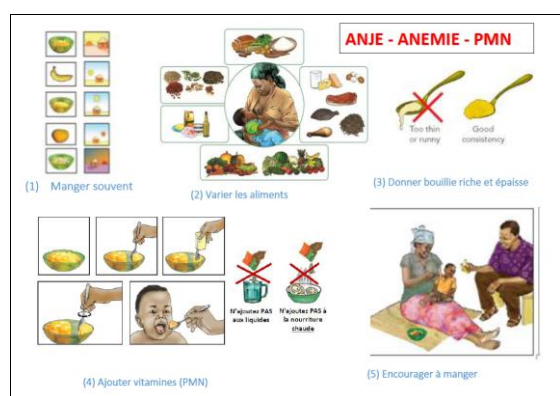 ANJE - ANEMIE - PMN
(1) Manger souvent
(2) Varier les aliments
Too thin
or runny
Good
consistency
(3) Donner bouillie riche et épaisse
N'ajoutez PAS
aux liquides
N'ajoutez PAS à
la nourriture
chaude
(4) Ajouter vitamines (PMN)
(5) Encourager à manger